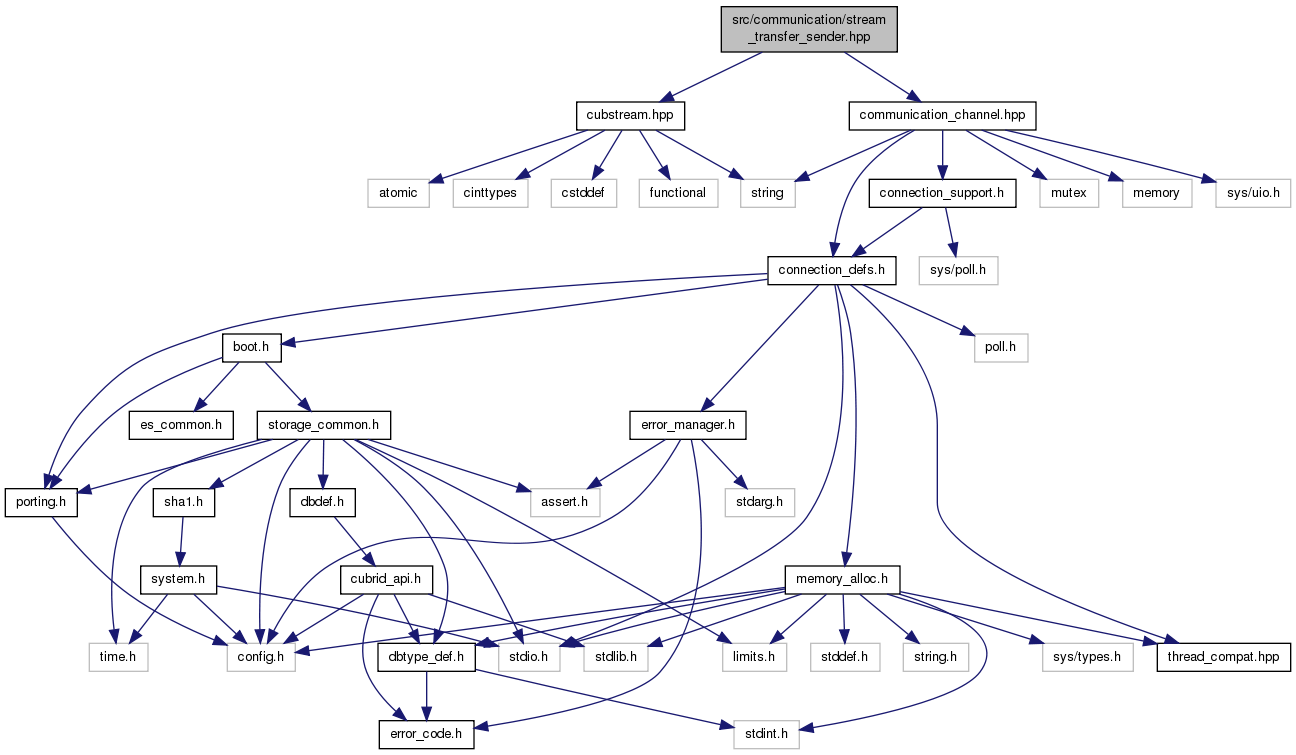 src/communication/stream
_transfer_sender.hpp
cubstream.hpp
communication_channel.hpp
atomic
cinttypes
cstddef
functional
string
connection_support.h
mutex
memory
sys/uio.h
connection_defs.h
sys/poll.h
boot.h
poll.h
es_common.h
storage_common.h
error_manager.h
porting.h
sha1.h
dbdef.h
assert.h
stdarg.h
system.h
cubrid_api.h
memory_alloc.h
time.h
config.h
dbtype_def.h
stdio.h
stdlib.h
limits.h
stddef.h
string.h
sys/types.h
thread_compat.hpp
error_code.h
stdint.h